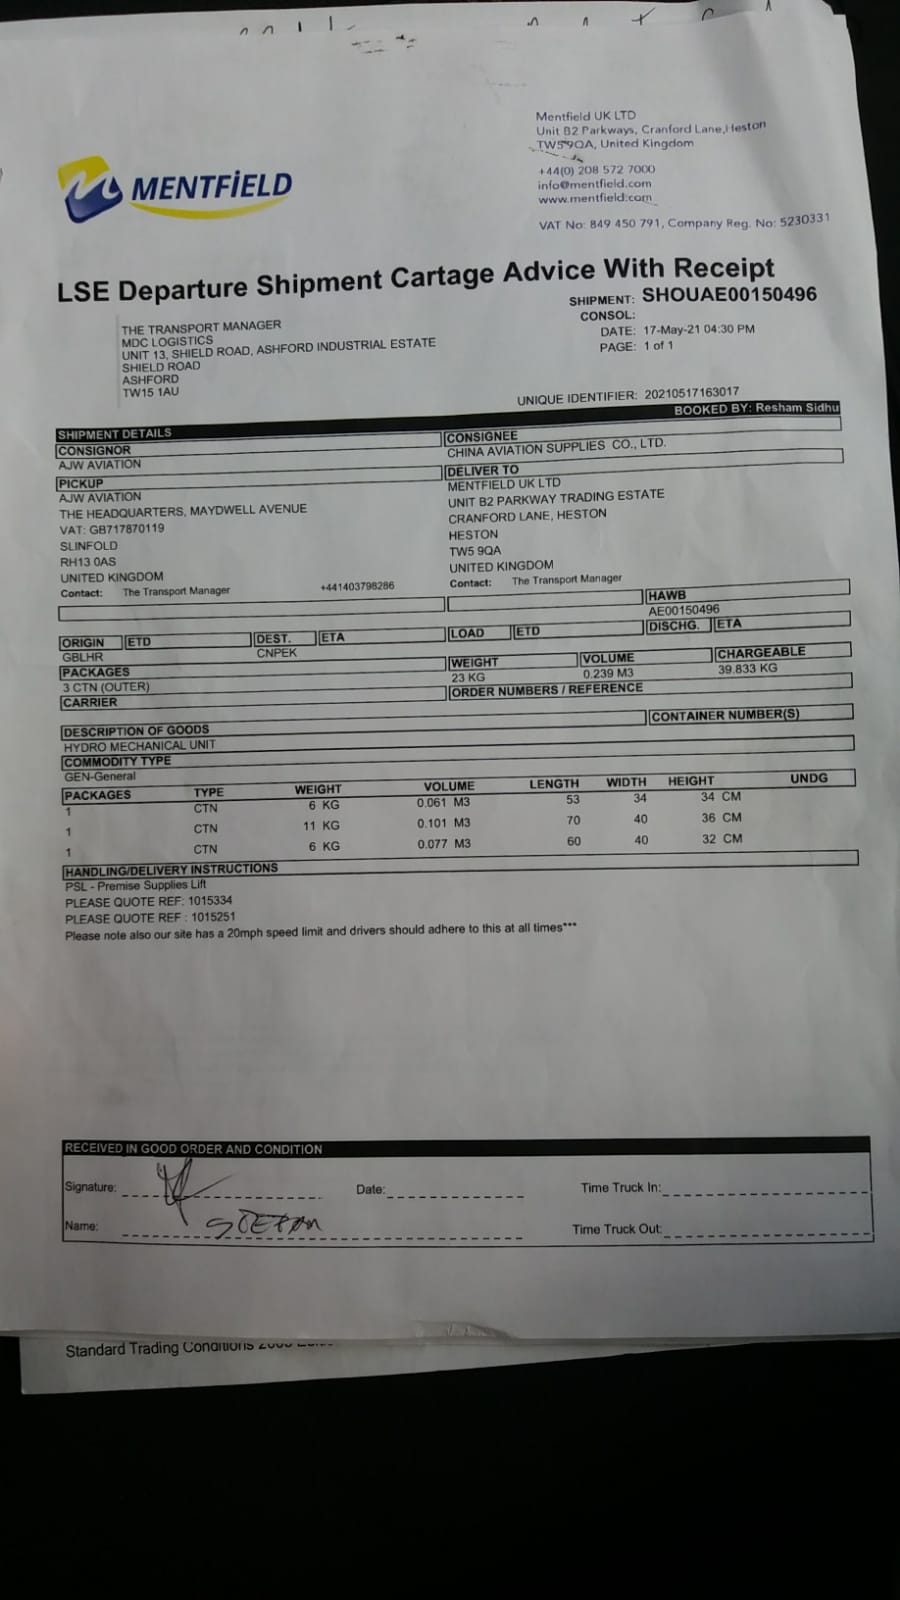 Mentfield UK LTD
Unit B2 Parkways, Cranford Lane,Heston
TW5 9QA, United Kingdom
+44(0) 208 572 7000
info@mentfield.com
www.mentfield.com
VAT No: 849 450 791, Company Reg. No: 5230331
MENTFİELD
LSE Departure Shipment Cartage Advice With Receipt
SHIPMENT: SHOUAE00150496
CONSOL:
DATE: 17-May-21 04:30 PM
PAGE: 1 of 1
THE TRANSPORT MANAGER
MDC LOGISTICS
UNIT 13, SHIELD ROAD, ASHFORD INDUSTRIAL ESTATE
SHIELD ROAD
ASHFORD
TW15 1AU
UNIQUE IDENTIFIER: 20210517163017
SHIPMENT DETAILS BOOKED BY: Resham Sidhu
CONSIGNOR
AJW AVIATION
PICKUP
AJW AVIATION
THE HEADQUARTERS, MAYDWELL AVENUE
VAT: GB717870119
SLINFOLD
RH13 0AS
UNITED KINGDOM
Contact: The Transport Manager +441403798286
CONSIGNEE
CHINA AVIATION SUPPLIES CO., LTD.
DELIVER TO
MENTFIELD UK LTD
UNIT B2 PARKWAY TRADING ESTATE
CRANFORD LANE, HESTON
HESTON
TW5 9QA
UNITED KINGDOM
Contact: The Transport Manager
HAWB
AE00150496
ORIGIN ETD DEST. ETA LOAD ETD DISCHG. ETA
GBLHR CNPEK
PACKAGES WEIGHT VOLUME CHARGEABLE
3 CTN (OUTER) 23 KG 0.239 M3 39.833 KG
CARRIER ORDER NUMBERS / REFERENCE
DESCRIPTION OF GOODS CONTAINER NUMBER(S)
HYDRO MECHANICAL UNIT
COMMODITY TYPE
GEN-General
PACKAGES TYPE WEIGHT VOLUME LENGTH WIDTH HEIGHT UNDG
1 CTN 6 KG 0.061 M3 53 34 34 CM
1 CTN 11 KG 0.101 M3 70 40 36 CM
1 CTN 6 KG 0.077 M3 60 40 32 CM
HANDLING/DELIVERY INSTRUCTIONS
PSL - Premise Supplies Lift
PLEASE QUOTE REF: 1015334
PLEASE QUOTE REF : 1015251
Please note also our site has a 20mph speed limit and drivers should adhere to this at all times***
RECEIVED IN GOOD ORDER AND CONDITION
Signature: Date: Time Truck In:
Name: Time Truck Out:
Standard Trading Conditions